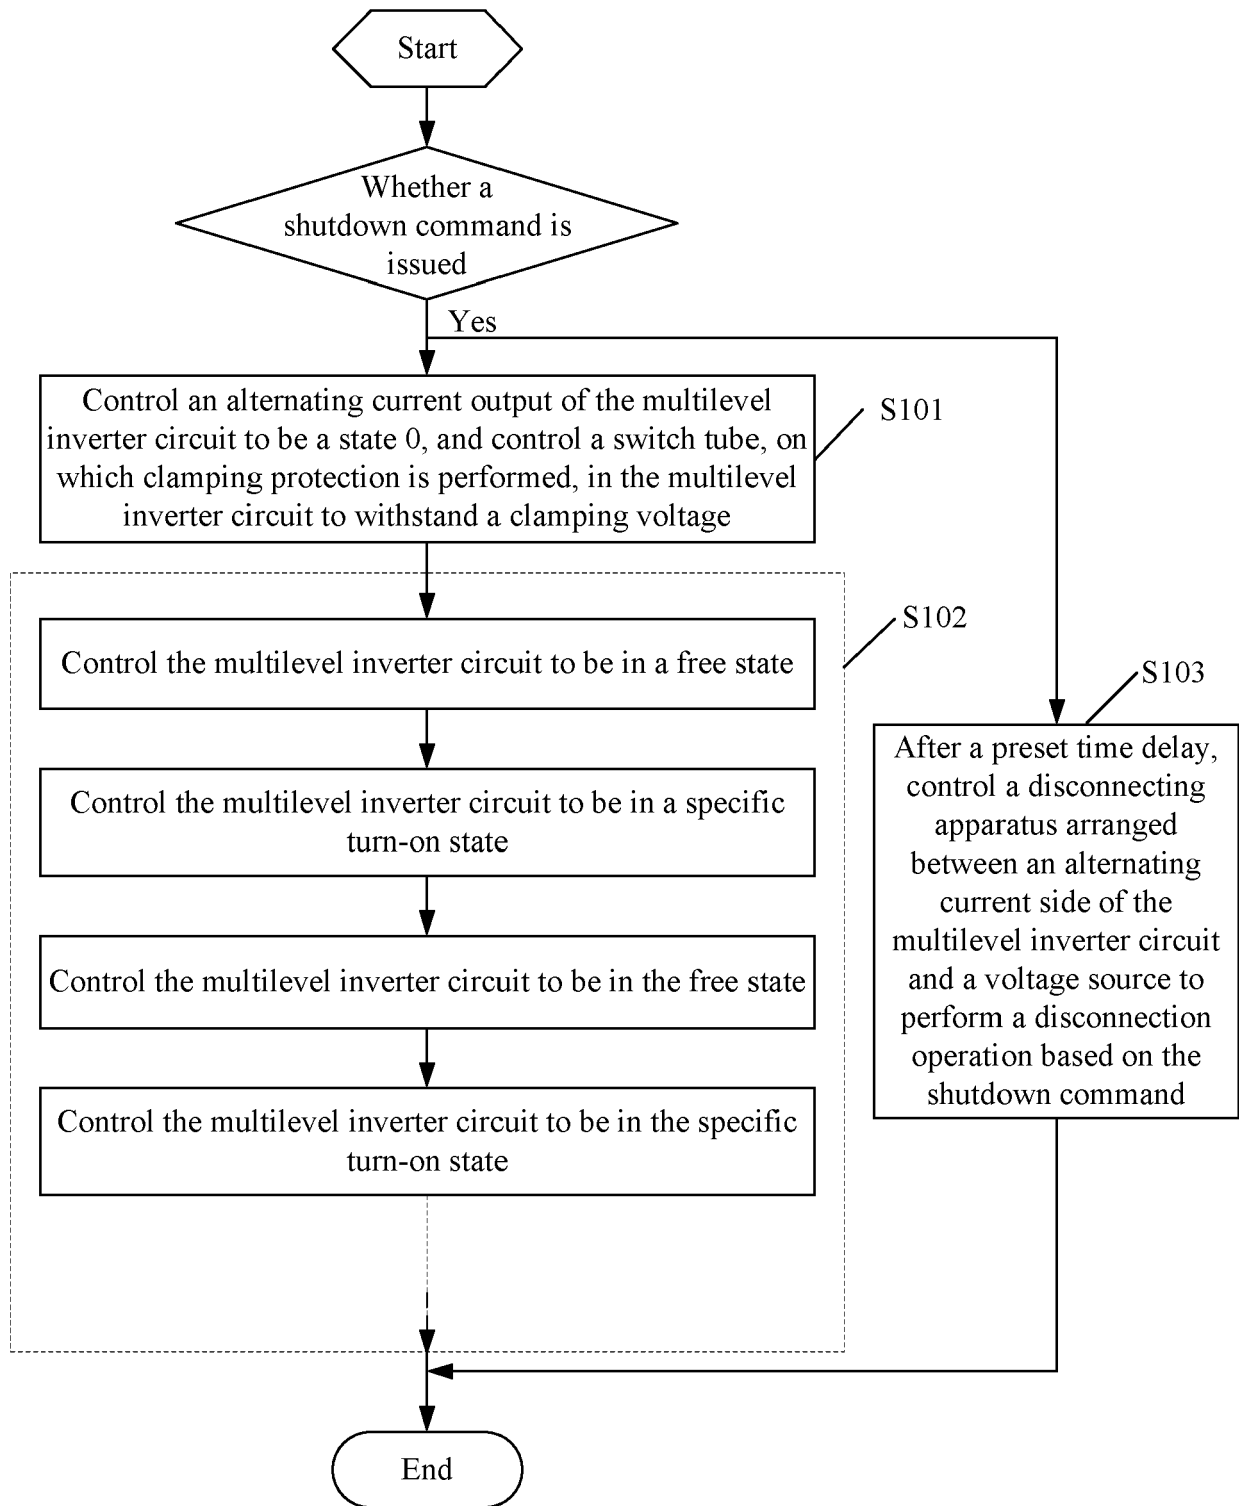 Start
Whether a
shutdown command is
issued
Yes
Control an alternating current output of the multilevel
inverter circuit to be a state 0, and control a switch tube, on
which clamping protection is performed, in the multilevel
inverter circuit to withstand a clamping voltage
S101
S102
Control the multilevel inverter circuit to be in a free state
Control the multilevel inverter circuit to be in a specific
turn-on state
Control the multilevel inverter circuit to be in the free state
Control the multilevel inverter circuit to be in the specific
turn-on state
S103
After a preset time delay,
control a disconnecting
apparatus arranged
between an alternating
current side of the
multilevel inverter circuit
and a voltage source to
perform a disconnection
operation based on the
shutdown command
End